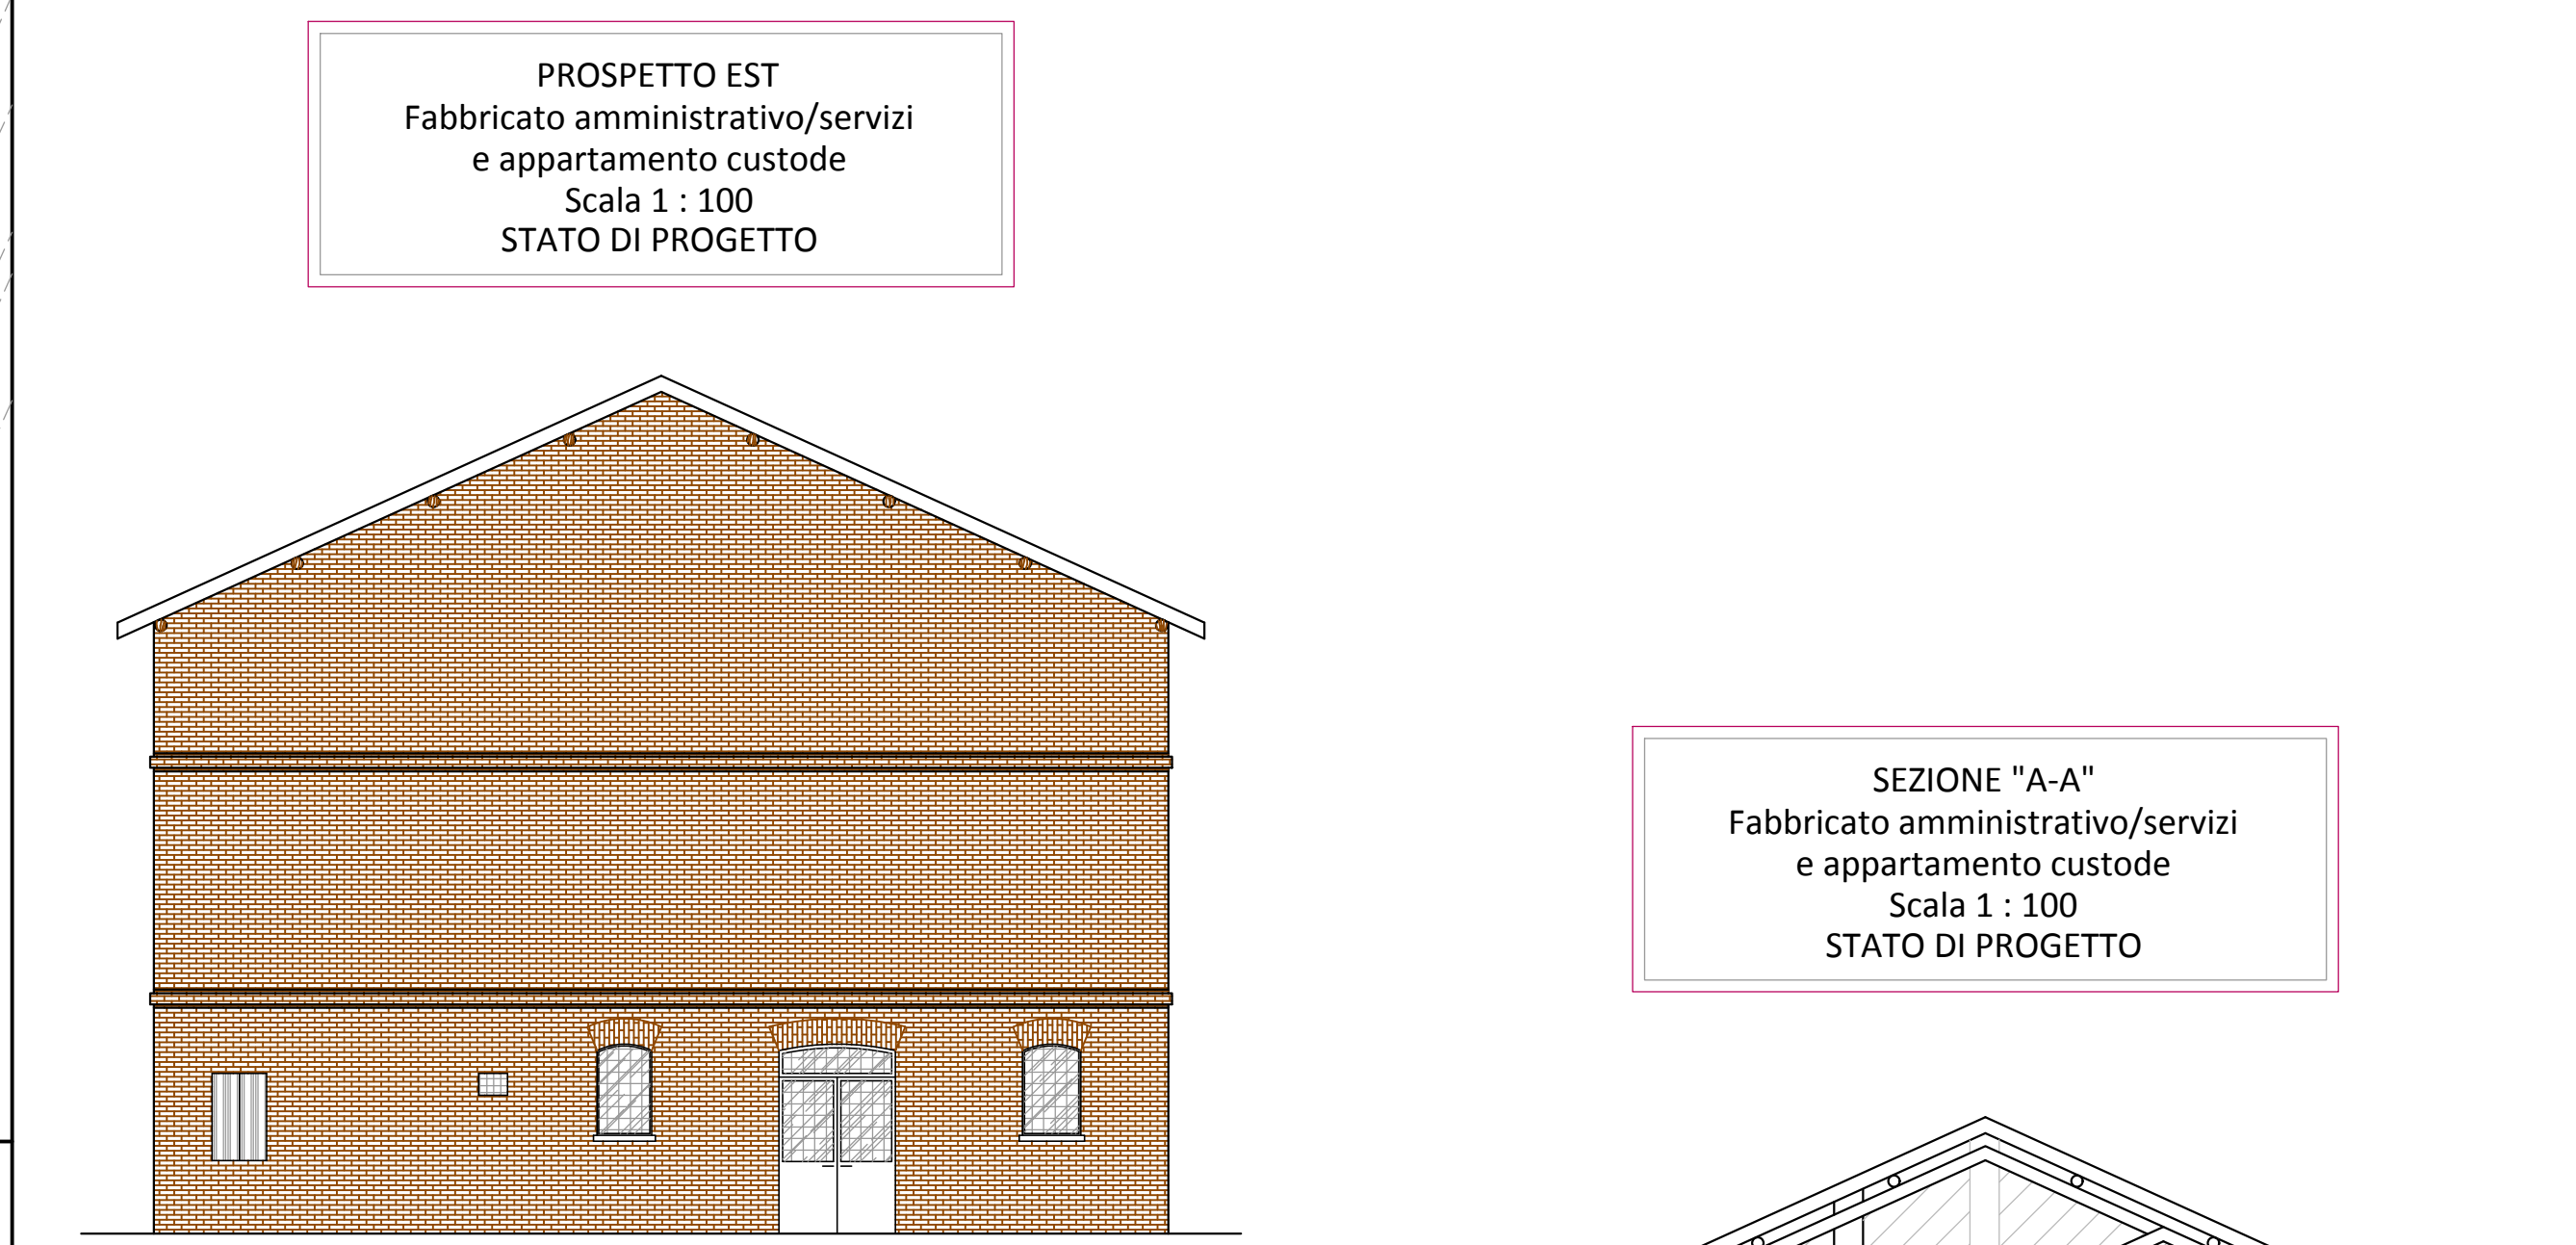 PROSPETTO EST
Fabbricato amministrativo/servizi
e appartamento custode
Scala 1 : 100
STATO DI PROGETTO
SEZIONE "A-A"
Fabbricato amministrativo/servizi
e appartamento custode
Scala 1 : 100
STATO DI PROGETTO